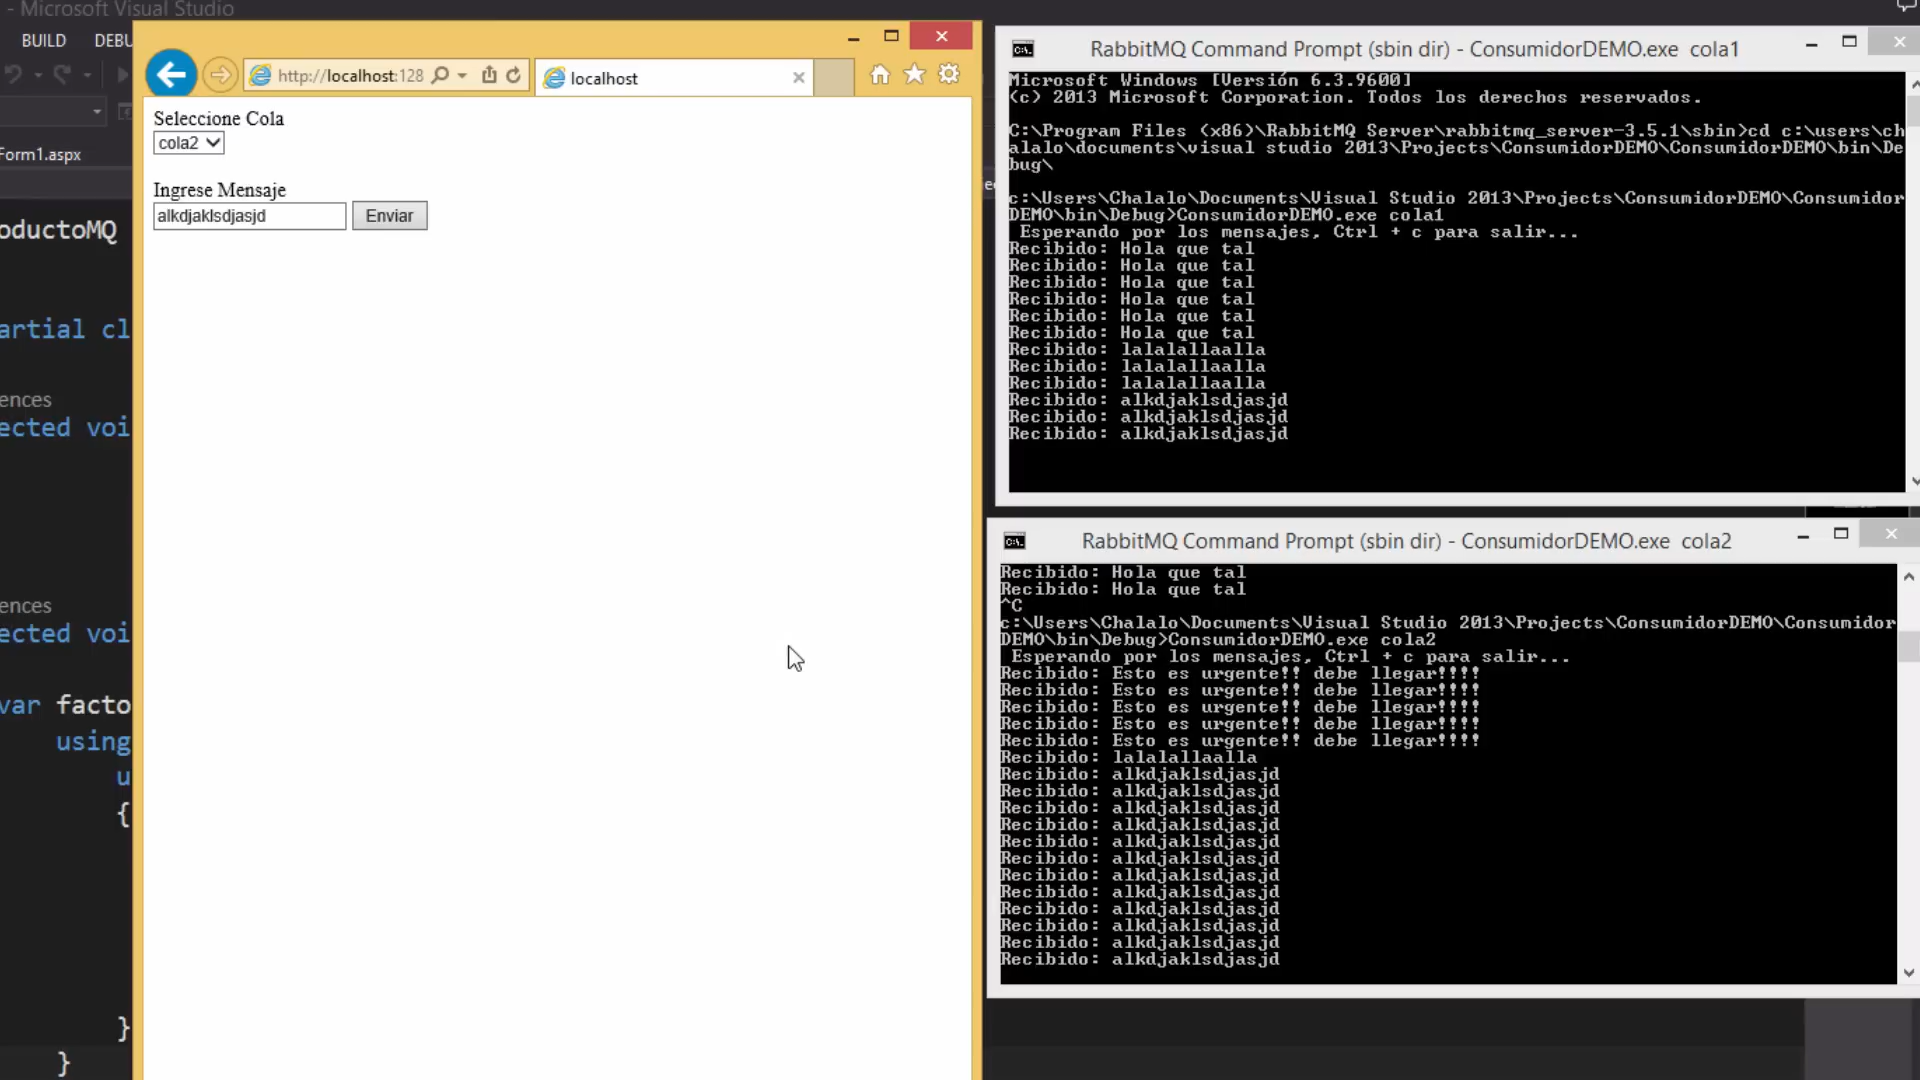 - Microsoft Visual Studio
BUILD DEBU
Form1.aspx
oductoMQ
artial cl
ences
ected voi
ences
ected voi
var facto
using
u
{
}
}
http://localhost:128
localhost
Seleccione Cola
cola2
Ingrese Mensaje
alkdjaklsdjasjd Enviar
RabbitMQ Command Prompt (sbin dir) - ConsumidorDEMO.exe cola1
Microsoft Windows [Versión 6.3.9600]
(c) 2013 Microsoft Corporation. Todos los derechos reservados.
C:\Program Files (x86)\RabbitMQ Server\rabbitmq_server-3.5.1\sbin>cd c:\users\ch
alalo\documents\visual studio 2013\Projects\ConsumidorDEMO\ConsumidorDEMO\bin\De
bug\
c:\Users\Chalalo\Documents\Visual Studio 2013\Projects\ConsumidorDEMO\Consumidor
DEMO\bin\Debug>ConsumidorDEMO.exe cola1
Esperando por los mensajes, Ctrl + c para salir...
Recibido: Hola que tal
Recibido: Hola que tal
Recibido: Hola que tal
Recibido: Hola que tal
Recibido: Hola que tal
Recibido: Hola que tal
Recibido: lalalallaalla
Recibido: lalalallaalla
Recibido: lalalallaalla
Recibido: alkdjaklsdjasjd
Recibido: alkdjaklsdjasjd
Recibido: alkdjaklsdjasjd
RabbitMQ Command Prompt (sbin dir) - ConsumidorDEMO.exe cola2
Recibido: Hola que tal
Recibido: Hola que tal
^C
c:\Users\Chalalo\Documents\Visual Studio 2013\Projects\ConsumidorDEMO\Consumidor
DEMO\bin\Debug>ConsumidorDEMO.exe cola2
Esperando por los mensajes, Ctrl + c para salir...
Recibido: Esto es urgente!! debe llegar!!!!
Recibido: Esto es urgente!! debe llegar!!!!
Recibido: Esto es urgente!! debe llegar!!!!
Recibido: Esto es urgente!! debe llegar!!!!
Recibido: Esto es urgente!! debe llegar!!!!
Recibido: lalalallaalla
Recibido: alkdjaklsdjasjd
Recibido: alkdjaklsdjasjd
Recibido: alkdjaklsdjasjd
Recibido: alkdjaklsdjasjd
Recibido: alkdjaklsdjasjd
Recibido: alkdjaklsdjasjd
Recibido: alkdjaklsdjasjd
Recibido: alkdjaklsdjasjd
Recibido: alkdjaklsdjasjd
Recibido: alkdjaklsdjasjd
Recibido: alkdjaklsdjasjd
Recibido: alkdjaklsdjasjd